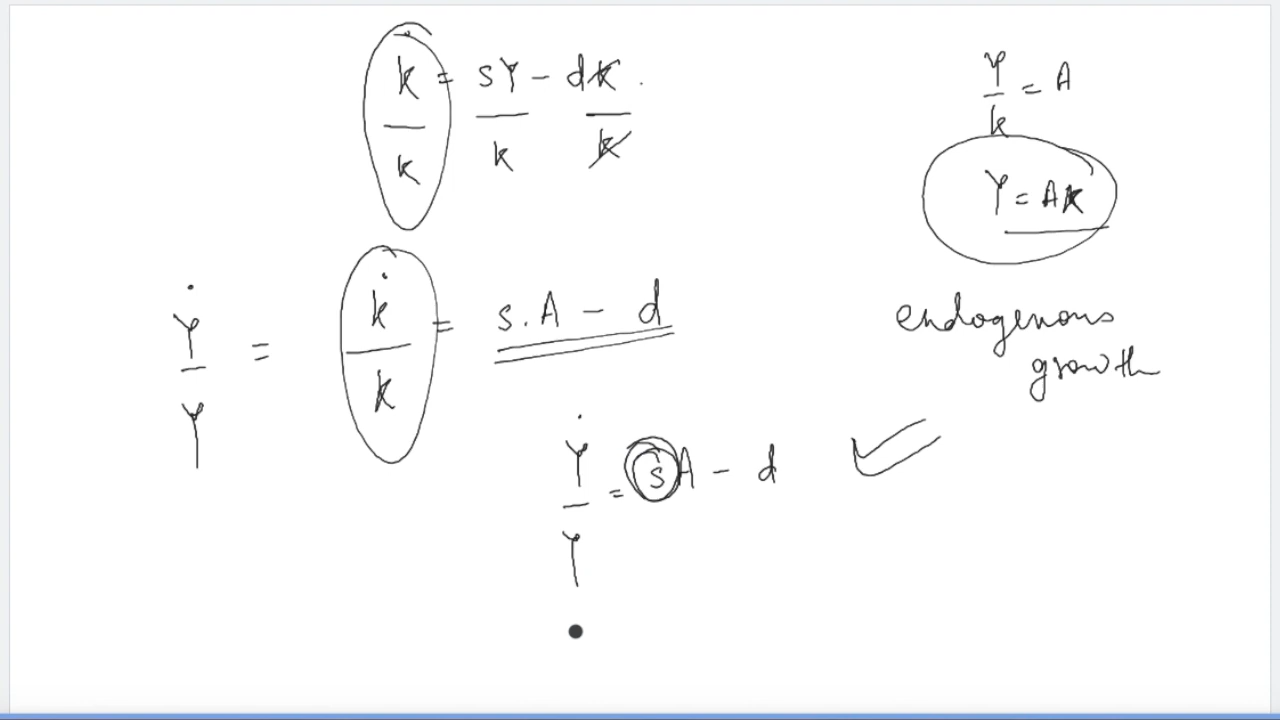 k̇/k = sY/k - dk/k
Y/k = A
Y = Ak
Ẏ/Y = k̇/k = s.A - d
endogenous
growth
Ẏ/Y = sA - d